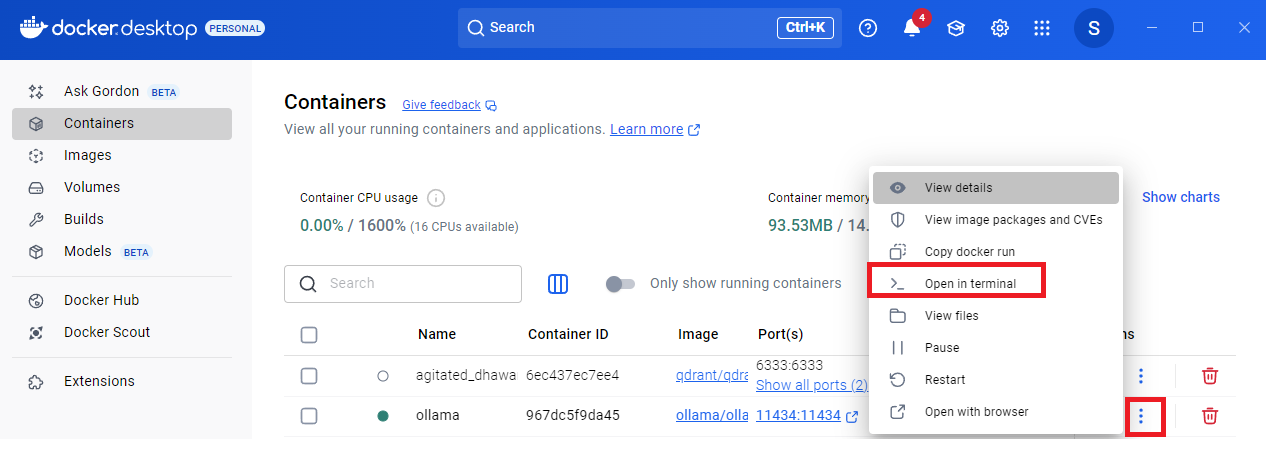 docker.desktop PERSONAL
Search Ctrl+K
4
S
Ask Gordon BETA
Containers
Images
Volumes
Builds
Models BETA
Docker Hub
Docker Scout
Extensions
Containers Give feedback
View all your running containers and applications. Learn more
Container CPU usage
0.00% / 1600% (16 CPUs available)
Container memory
93.53MB / 14.
Show charts
Search
Only show running containers
Name Container ID Image Port(s) ns
agitated_dhawa 6ec437ec7ee4 qdrant/qdra 6333:6333
Show all ports (2)
ollama 967dc5f9da45 ollama/olla 11434:11434
View details
View image packages and CVEs
Copy docker run
Open in terminal
View files
Pause
Restart
Open with browser